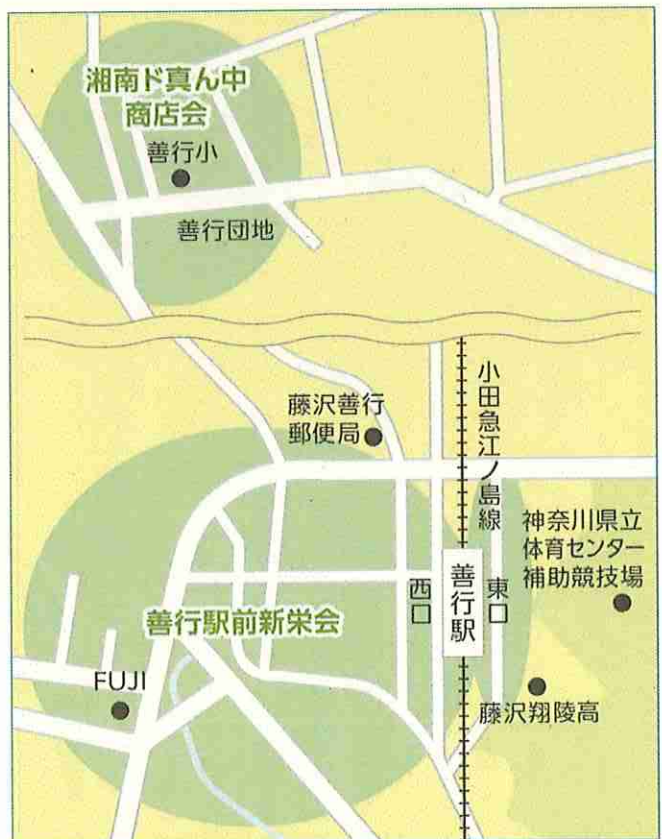 湘南ド真ん中
商店会
善行小
善行団地
小田急江ノ島線
藤沢善行
郵便局
神奈川県立
体育センター
補助競技場
善行駅
西口
東口
善行駅前新栄会
FUJI
藤沢翔陵高